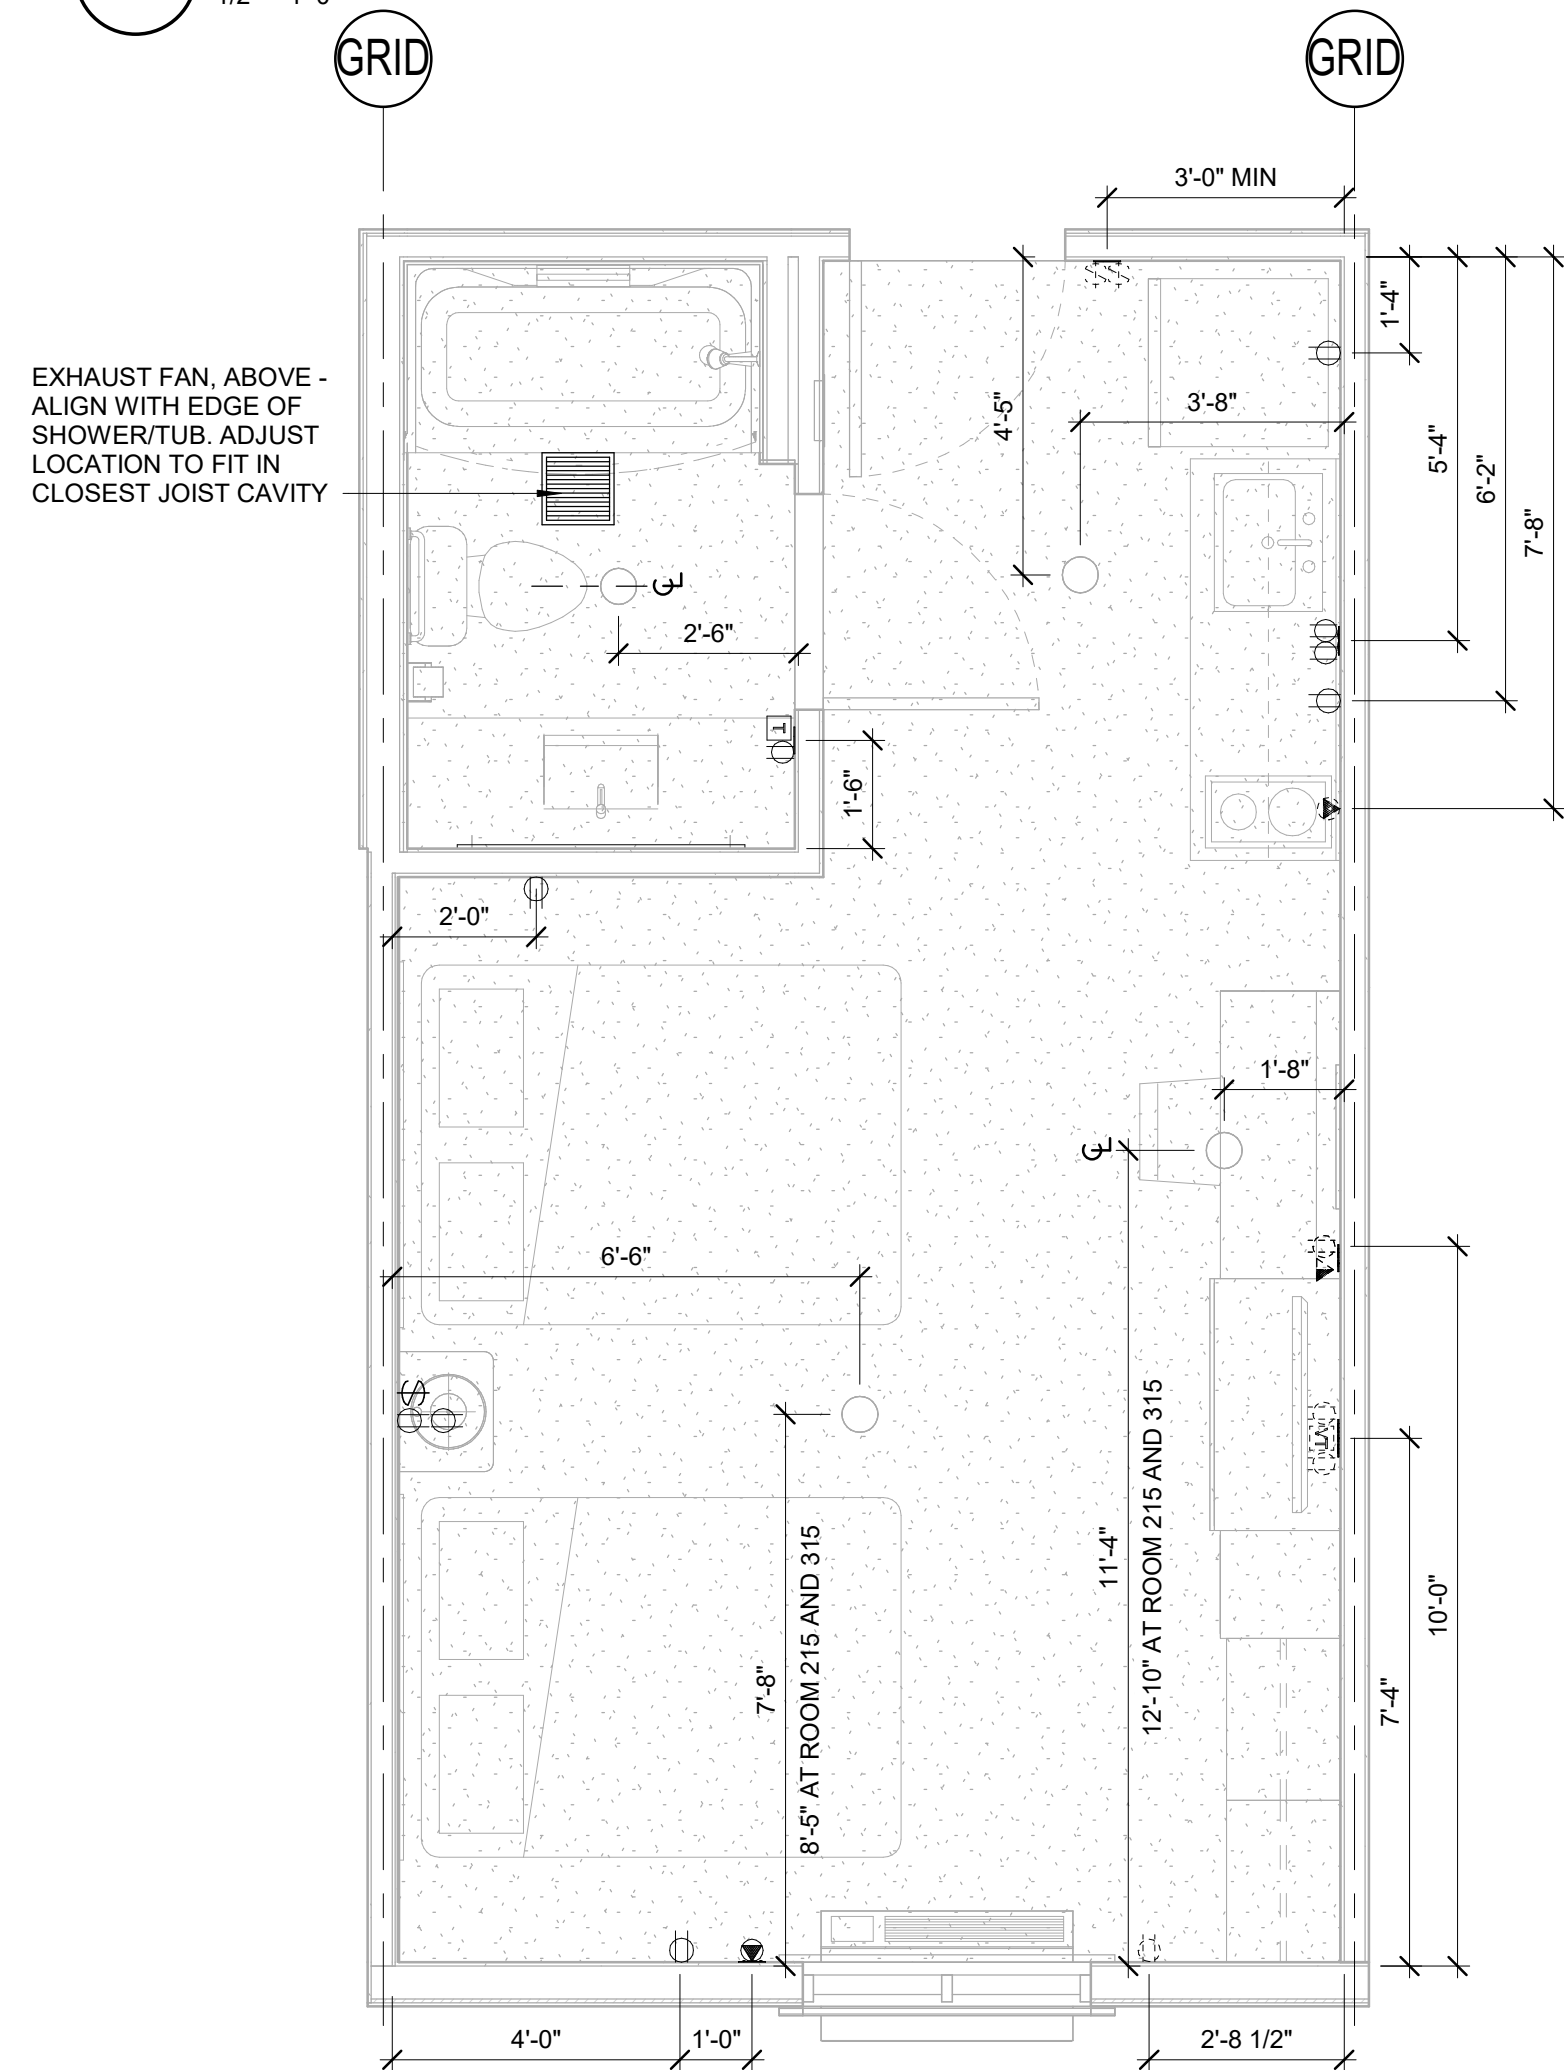 GRID
GRID
3'-0" MIN
1'-4"
5'-4"
6'-2"
7'-8"
4'-5"
3'-8"
EXHAUST FAN, ABOVE -
ALIGN WITH EDGE OF
SHOWER/TUB. ADJUST
LOCATION TO FIT IN
CLOSEST JOIST CAVITY
CL
2'-6"
T
1'-6"
2'-0"
1'-8"
CL
6'-6"
S
VT
7'-8"
8'-5" AT ROOM 215 AND 315
11'-4"
12'-10" AT ROOM 215 AND 315
7'-4"
10'-0"
4'-0"
1'-0"
2'-8 1/2"